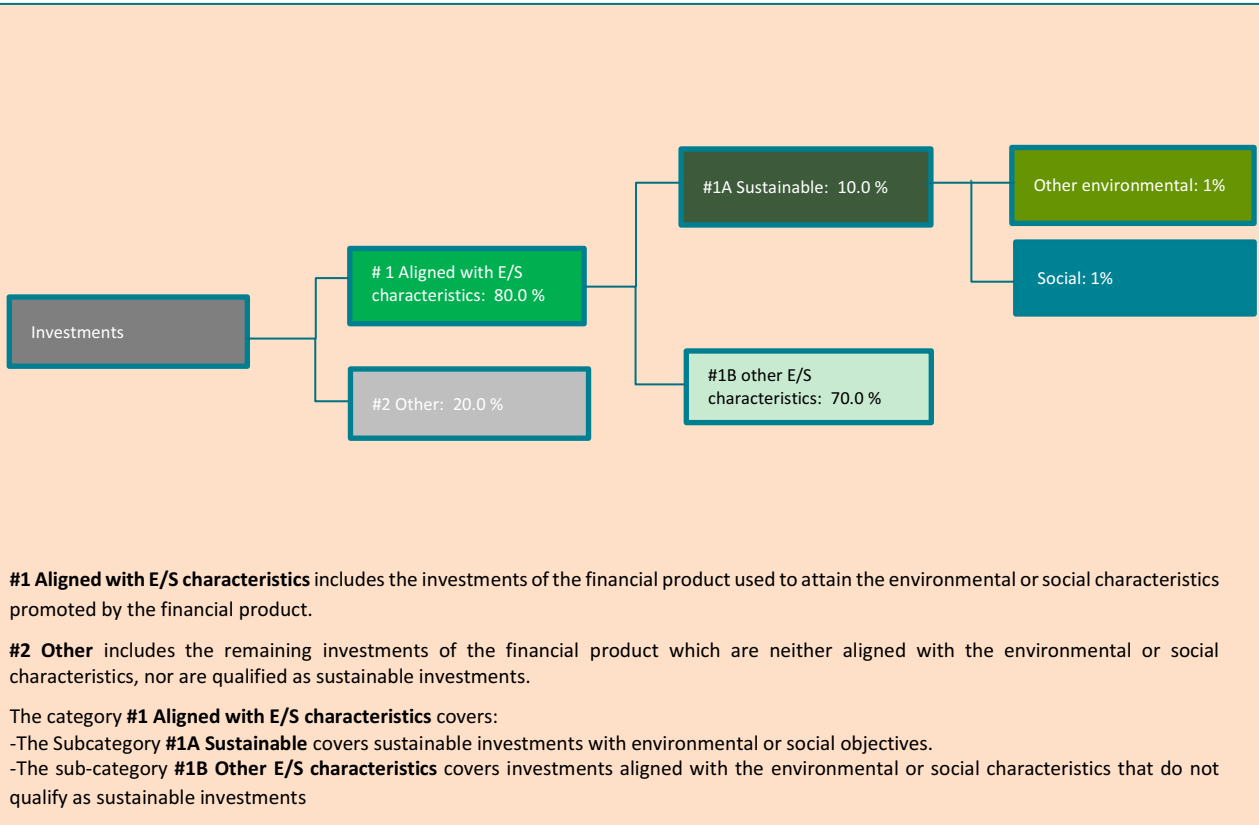 #1A Sustainable: 10.0 %
Other environmental: 1%
# 1 Aligned with E/S
characteristics: 80.0 %
Social: 1%
Investments
#2 Other: 20.0 %
#1B other E/S
characteristics: 70.0 %
#1 Aligned with E/S characteristics includes the investments of the financial product used to attain the environmental or social characteristics
promoted by the financial product.
#2 Other includes the remaining investments of the financial product which are neither aligned with the environmental or social
characteristics, nor are qualified as sustainable investments.
The category #1 Aligned with E/S characteristics covers:
-The Subcategory #1A Sustainable covers sustainable investments with environmental or social objectives.
-The sub-category #1B Other E/S characteristics covers investments aligned with the environmental or social characteristics that do not
qualify as sustainable investments